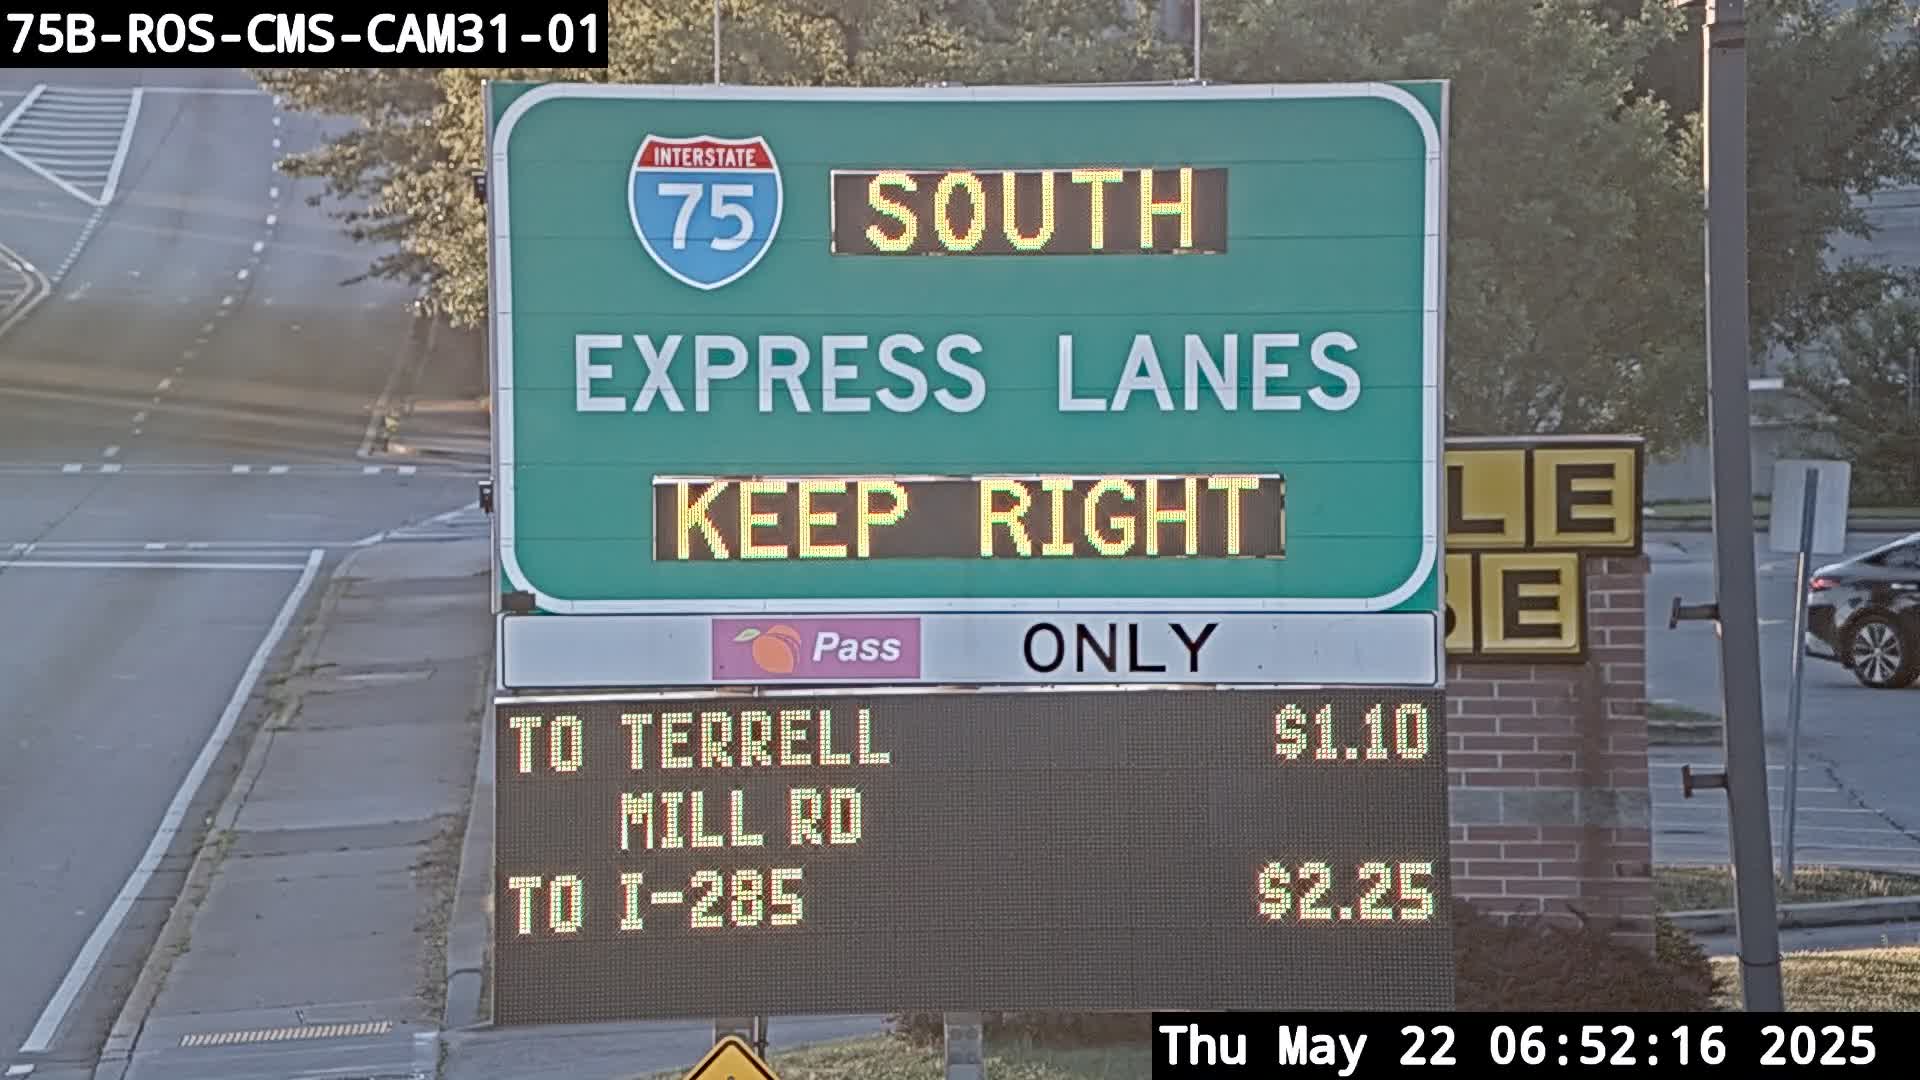 75B-ROS-CMS-CAM31-01
INTERSTATE
75
SOUTH
EXPRESS LANES
KEEP RIGHT
Pass ONLY
TO TERRELL $1.10
MILL RD
TO I-285 $2.25
LE
E
Thu May 22 06:52:16 2025